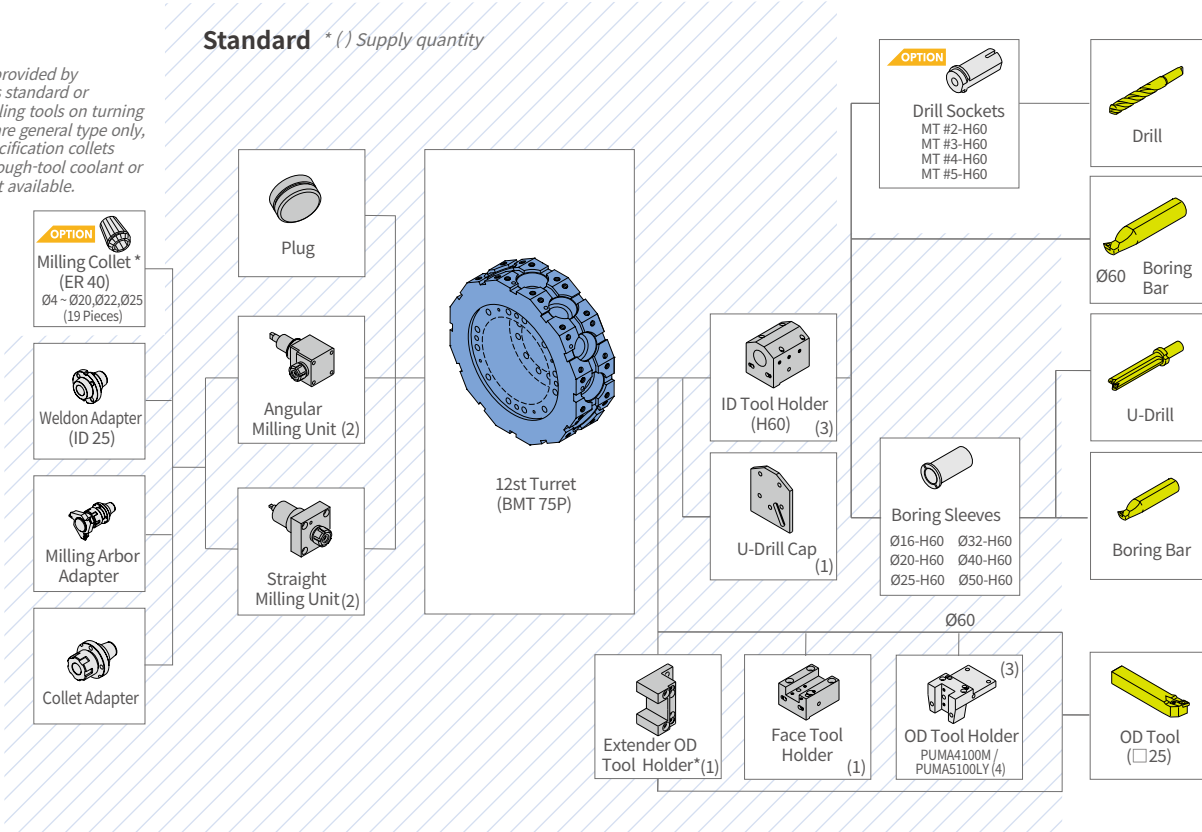 Standard * ( ) Supply quantity
provided by
s standard or
ling tools on turning
are general type only,
cification collets
ough-tool coolant or
t available.
OPTION
Milling Collet *
(ER 40)
Ø4 ~ Ø20,Ø22,Ø25
(19 Pieces)
Weldon Adapter
(ID 25)
Milling Arbor
Adapter
Collet Adapter
Plug
Angular
Milling Unit (2)
Straight
Milling Unit (2)
12st Turret
(BMT 75P)
ID Tool Holder
(H60) (3)
U-Drill Cap
(1)
OPTION
Drill Sockets
MT #2-H60
MT #3-H60
MT #4-H60
MT #5-H60
Boring Sleeves
Ø16-H60 Ø32-H60
Ø20-H60 Ø40-H60
Ø25-H60 Ø50-H60
Ø60
Drill
Ø60 Boring
Bar
U-Drill
Boring Bar
Extender OD
Tool Holder* (1)
Face Tool
Holder
(1)
(3)
OD Tool Holder
PUMA4100M /
PUMA5100LY (4)
OD Tool
(□25)